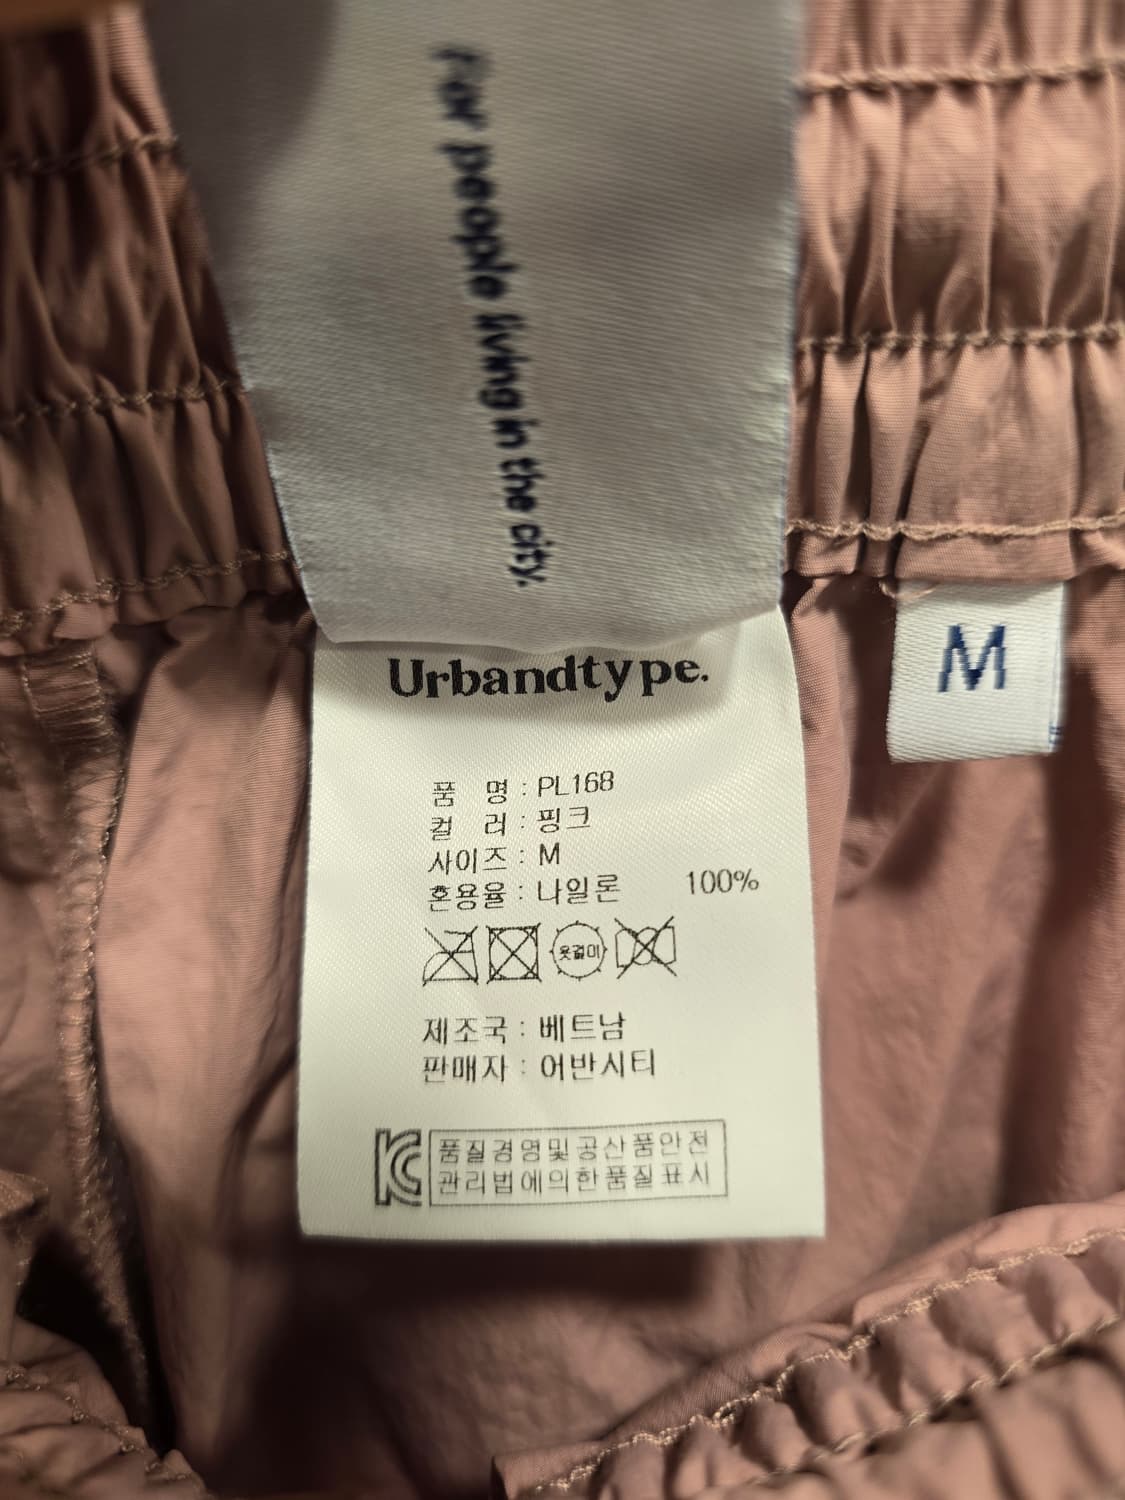 For people living in the city.
Urbandtype.
M
품 명 : PL168
컬 러 : 핑크
사이즈 : M
혼용율 : 나일론 100%
옷걸이
제조국 : 베트남
판매자 : 어반시티
품질경영및공산품안전
관리법에의한품질표시